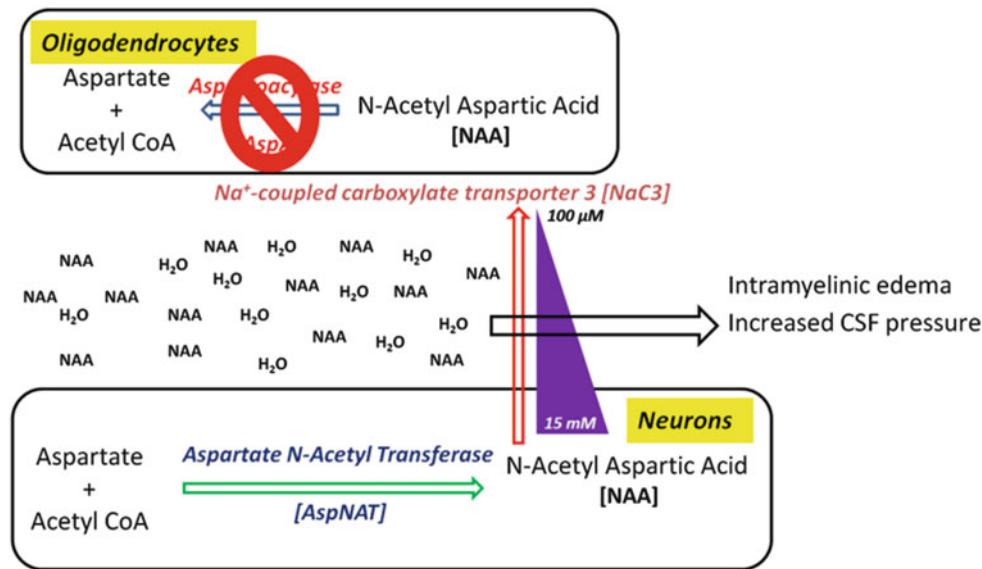 Oligodendrocytes
Aspartate
+
Acetyl CoA
N-Acetyl Aspartic Acid
[NAA]
Na⁺-coupled carboxylate transporter 3 [NaC3]
100 µM
NAA
H₂O
NAA
H₂O
NAA
H₂O
NAA
H₂O
NAA
H₂O
NAA
NAA
NAA
H₂O
NAA
H₂O
NAA
H₂O
NAA
H₂O
NAA
NAA
H₂O
NAA
H₂O
NAA
Intramyelinic edema
Increased CSF pressure
15 mM
Neurons
Aspartate
+
Acetyl CoA
Aspartate N-Acetyl Transferase
[AspNAT]
N-Acetyl Aspartic Acid
[NAA]